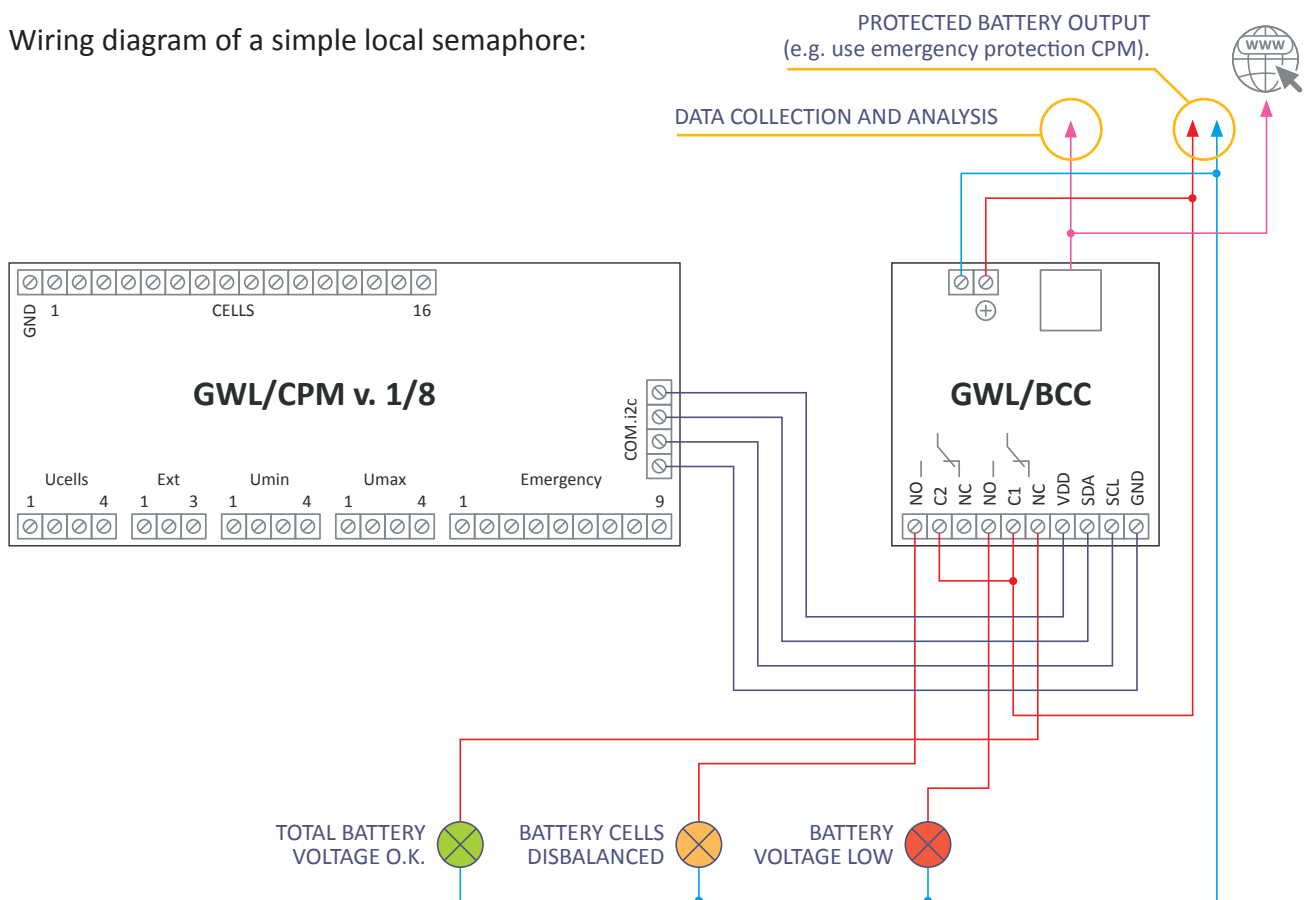 Wiring diagram of a simple local semaphore:
PROTECTED BATTERY OUTPUT
(e.g. use emergency protection CPM).
www
DATA COLLECTION AND ANALYSIS
GND
1
CELLS
16
GWL/CPM v. 1/8
COM.i2c
Ucells
1
4
Ext
1
3
Umin
1
4
Umax
1
4
Emergency
1
9
GWL/BCC
NO
C2
NC
NO
C1
NC
VDD
SDA
SCL
GND
TOTAL BATTERY
VOLTAGE O.K.
BATTERY CELLS
DISBALANCED
BATTERY
VOLTAGE LOW